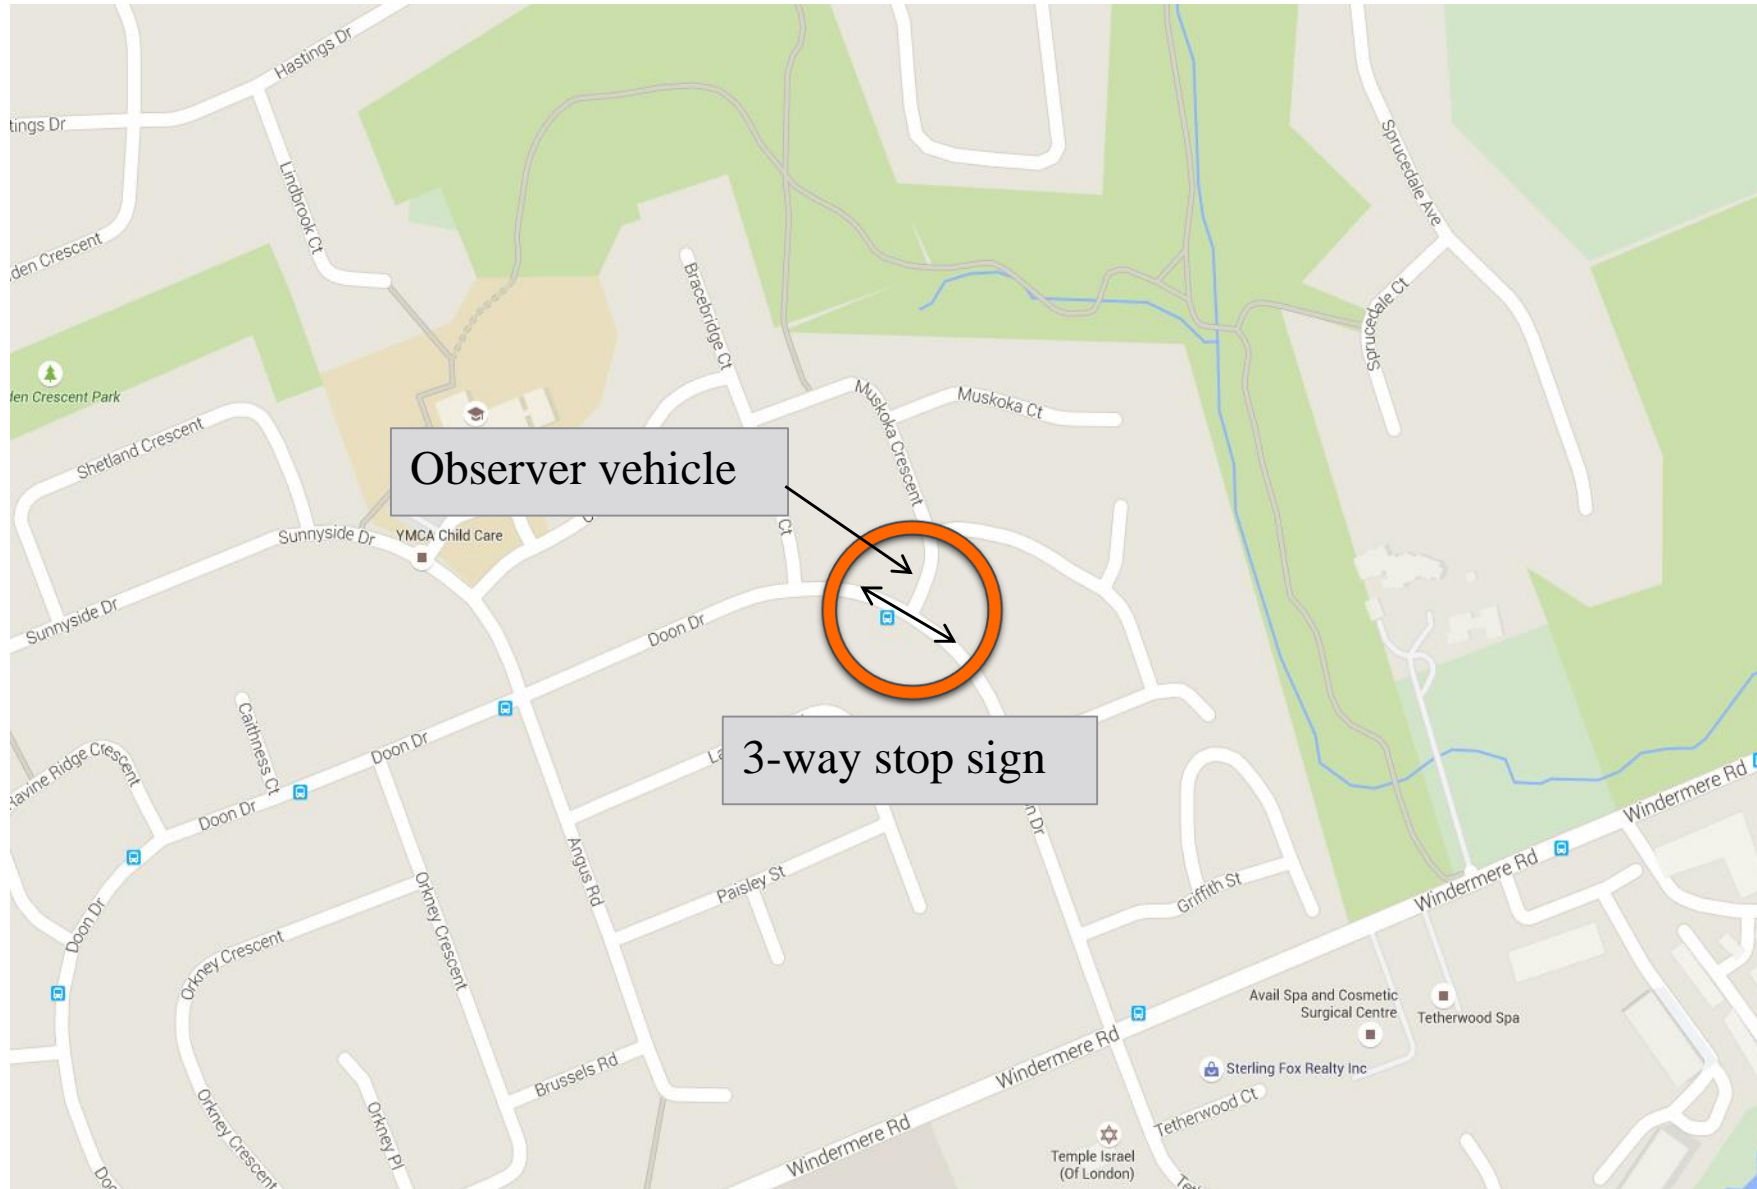 Hastings Dr
tings Dr
Lindbrook Ct
den Crescent
Sprucedale Ave
Sprucedale Ct
Bracebridge Ct
den Crescent Park
Muskoka Crescent
Muskoka Ct
Shetland Crescent
Observer vehicle
Ct
Sunnyside Dr
YMCA Child Care
Sunnyside Dr
Doon Dr
Caithness Ct
Doon Dr
La
3-way stop sign
n Dr
Ravine Ridge Crescent
Doon Dr
Windermere Rd
Angus Rd
Paisley St
Griffith St
Windermere Rd
Orkney Crescent
Doon Dr
Orkney Crescent
Avail Spa and Cosmetic
Surgical Centre
Tetherwood Spa
Windermere Rd
Brussels Rd
Sterling Fox Realty Inc
Orkney Crescent
Orkney Pl
Tetherwood Ct
Windermere Rd
Temple Israel
(Of London)
Doo
Tet